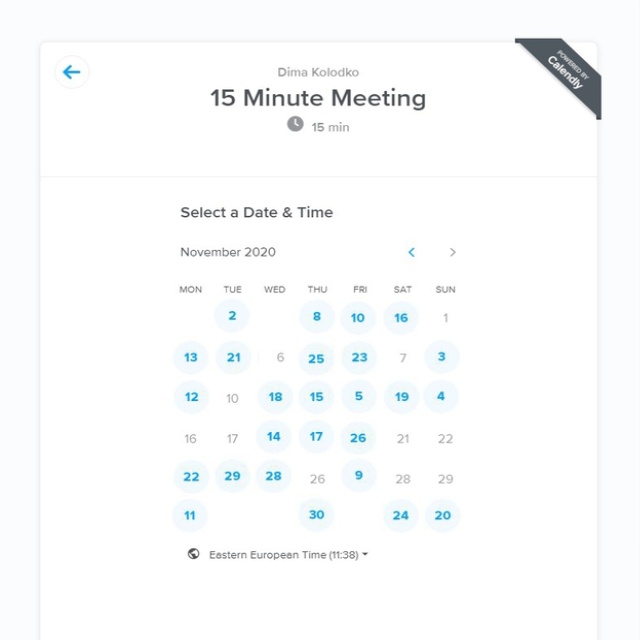 POWERED BY
Calendly
Dima Kolodko
15 Minute Meeting
15 min
Select a Date & Time
November 2020
MON TUE WED THU FRI SAT SUN
2 8 10 16 1
13 21 6 25 23 7 3
12 10 18 15 5 19 4
16 17 14 17 26 21 22
22 29 28 26 9 28 29
11 30 24 20
Eastern European Time (11:38)